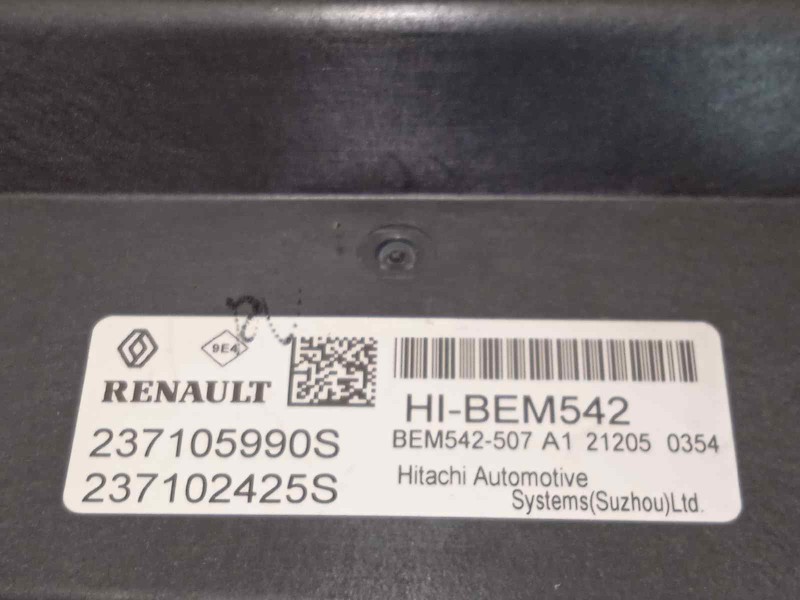 9E4
RENAULT
237105990S
237102425S
HI-BEM542
BEM542-507 A1 21205 0354
Hitachi Automotive
Systems(Suzhou)Ltd.